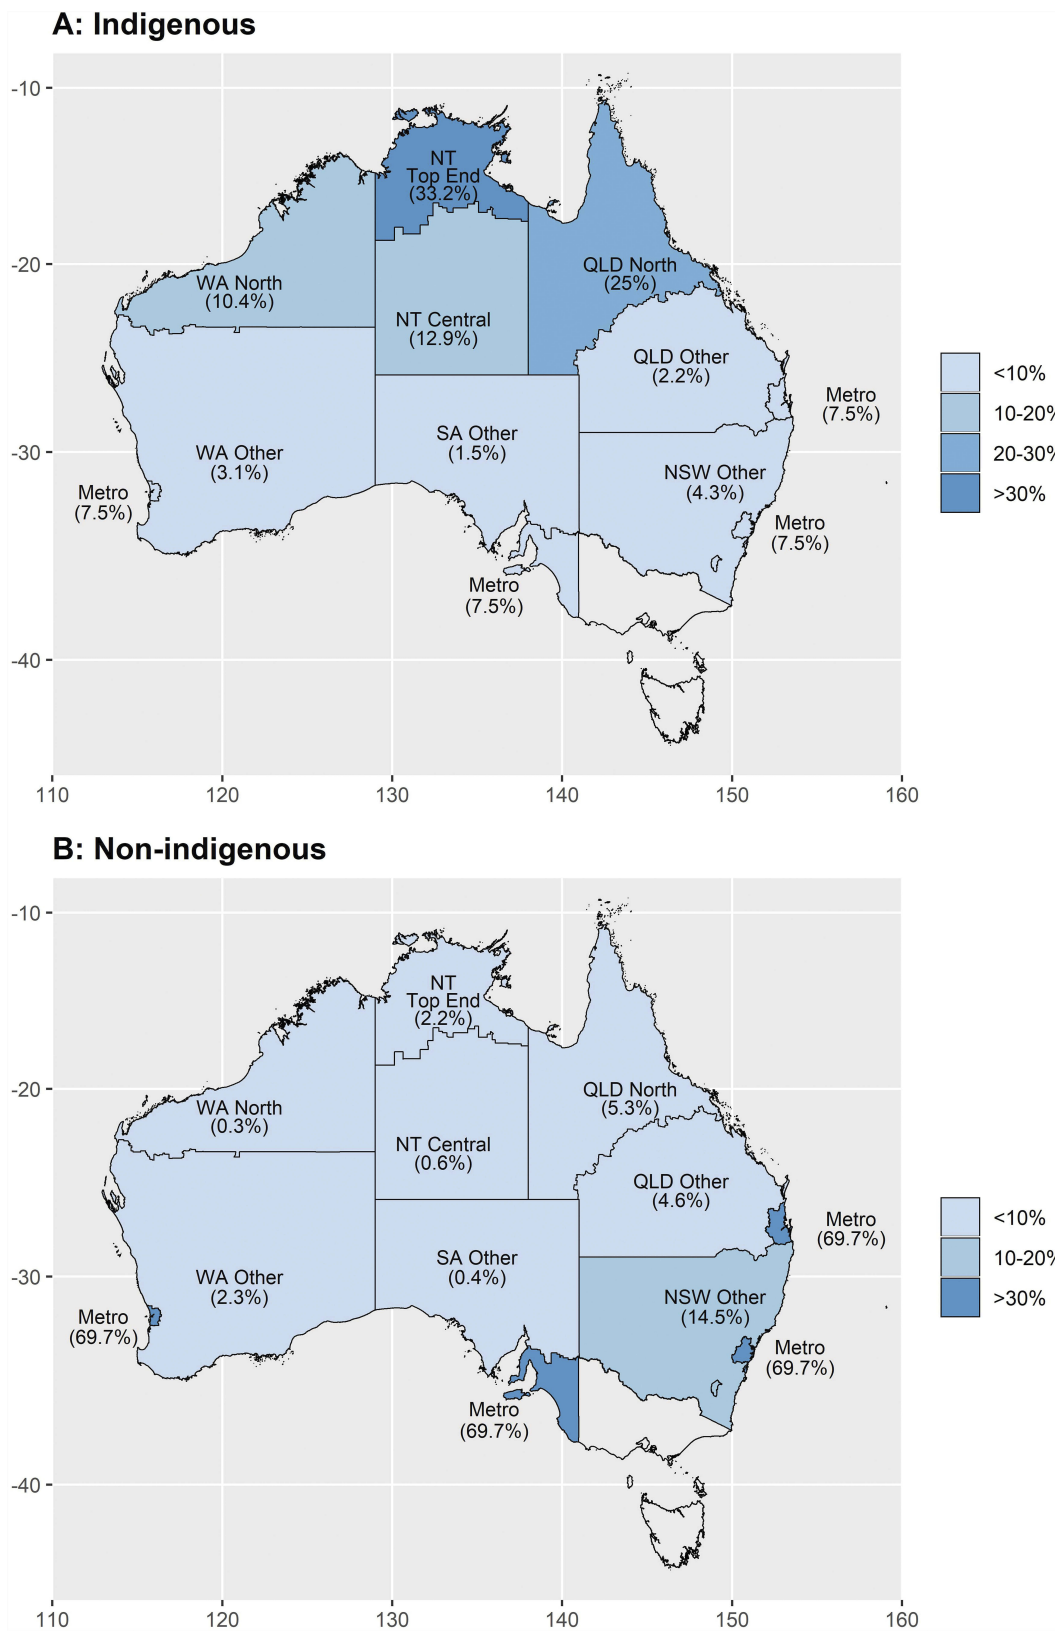 A: Indigenous
-10
-20
-30
-40
NT
Top End
(33.2%)
WA North
(10.4%)
QLD North
(25%)
NT Central
(12.9%)
QLD Other
(2.2%)
Metro
(7.5%)
SA Other
(1.5%)
WA Other
(3.1%)
NSW Other
(4.3%)
Metro
(7.5%)
Metro
(7.5%)
Metro
(7.5%)
<10%
10-20%
20-30%
>30%
110 120 130 140 150 160
B: Non-indigenous
-10
-20
-30
-40
NT
Top End
(2.2%)
WA North
(0.3%)
QLD North
(5.3%)
NT Central
(0.6%)
QLD Other
(4.6%)
Metro
(69.7%)
SA Other
(0.4%)
WA Other
(2.3%)
NSW Other
(14.5%)
Metro
(69.7%)
Metro
(69.7%)
Metro
(69.7%)
<10%
10-20%
>30%
110 120 130 140 150 160